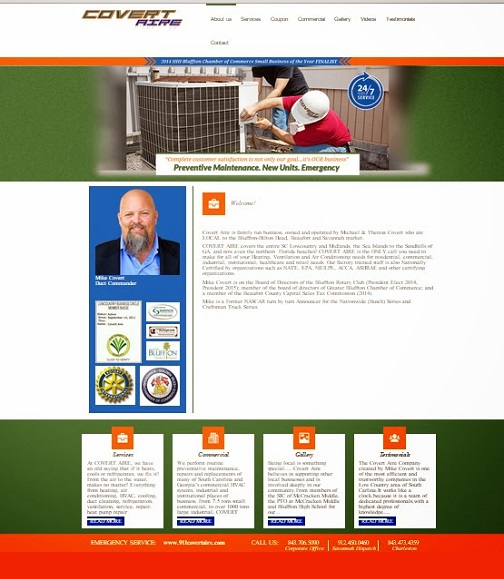 COVERT
AIRE
About us Services Coupon Commercial Gallery Videos Testimonials
Contact
2014 HHI-Bluffton Chamber of Commerce Small Business of the Year FINALIST
24/7
SERVICE
"Complete customer satisfaction is not only our goal...it's OUR business"
Preventive Maintenance. New Units. Emergency
Welcome!
Covert Aire is family run business, owned and operated by Michael & Theresa Covert who are
LOCAL to the Bluffton-Hilton Head, Beaufort and Savannah market.
COVERT AIRE covers the entire SC Lowcountry and Midlands, the Sea Islands to the Sandhills of
GA, and now even the northern Florida beaches! COVERT AIRE is the ONLY call you need to
make for all of your Heating, Ventilation and Air Conditioning needs for residential, commercial,
industrial, institutional, healthcare and retail needs. Our factory trained staff is also Nationally
Certified by organizations such as NATE, EPA, ACCA, ASHRAE and other certifying
organizations.
Mike Covert is on the Board of Directors of the Bluffton Rotary Club (President Elect 2014,
President 2015); member of the board of directors of Greater Bluffton Chamber of Commerce; and
a member of the Beaufort County Capital Sales Tax Commission (2014).
Mike is a former NASCAR turn by turn Announcer for the Nationwide (Busch) Series and
Craftsman Truck Series.
Mike Covert
Duct Commander
BLUFFTON
Services
At COVERT AIRE, we have
an old saying that if it heats,
cools or refrigerates, we fix it!
From the air to the water,
makes no matter! Everything
from heating, air
conditioning, HVAC, cooling,
duct cleaning, refrigeration,
ventilation, service, repair,
heat pump repair
READ MORE
Commercial
We perform routine
preventative maintenance,
repairs and replacements of
many of South Carolina and
Georgia's commercial HVAC
systems, industrial and
institutional places of
business, from 7.5 tons small
commercial, to over 1000 tons
large industrial, COVERT
READ MORE
Gallery
Being local is something
special.... Covert Aire
believes in supporting other
local businesses and is
involved deeply in our
community. From members
of the SIC of McCracken Middle,
the PTO at McCracken Middle
and Bluffton High School for
our...
READ MORE
Testimonials
The Covert Aire Company
created by Mike Covert is one
of the most efficient and
trustworthy companies in the
Low Country area of South
Carolina. It works like a
clock because it is a team of
dedicated professionals with a
highest degree of
knowledge....
READ MORE
EMERGENCY SERVICE: www.911covertaire.com CALL US: 843.706.5090 912.450.0460 843.473.4359
Corporate Office Savannah Dispatch Charleston